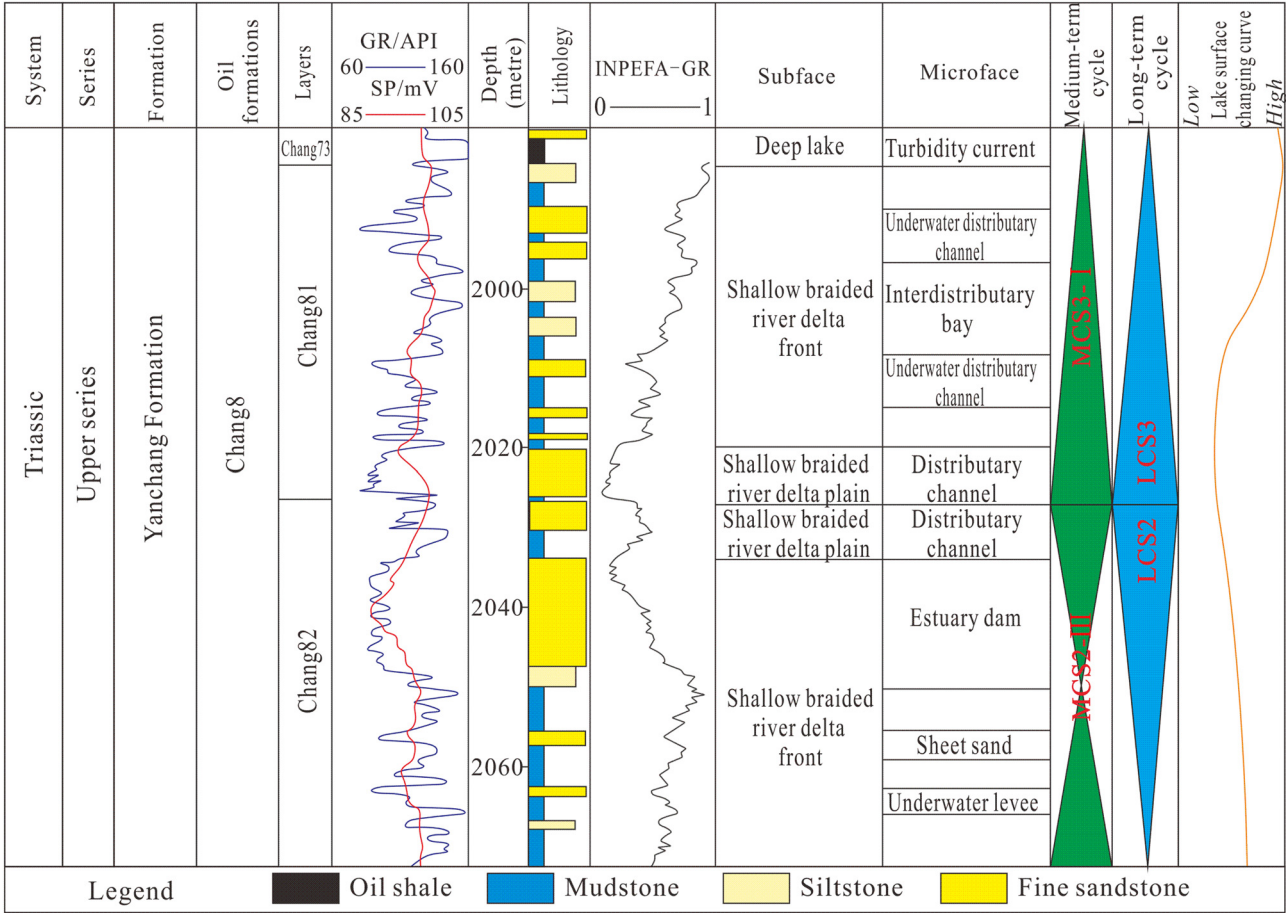 System
Series
Formation
Oil
formations
Layers
GR/API
60 160
SP/mV
85 105
Depth
(metre)
Lithology
INPEFA-GR
0 1
Subface
Microface
Medium-term
cycle
Long-term
cycle
Low
Lake surface
changing curve
High
Triassic
Upper series
Yanchang Formation
Chang8
Chang73
Chang81
Chang82
2000
2020
2040
2060
Deep lake
Shallow braided
river delta
front
Shallow braided
river delta plain
Shallow braided
river delta plain
Shallow braided
river delta
front
Turbidity current
Underwater distributary
channel
Interdistributary
bay
Underwater distributary
channel
Distributary
channel
Distributary
channel
Estuary dam
Sheet sand
Underwater levee
MCS3-I
MCS2-III
LCS3
LCS2
Legend
Oil shale
Mudstone
Siltstone
Fine sandstone